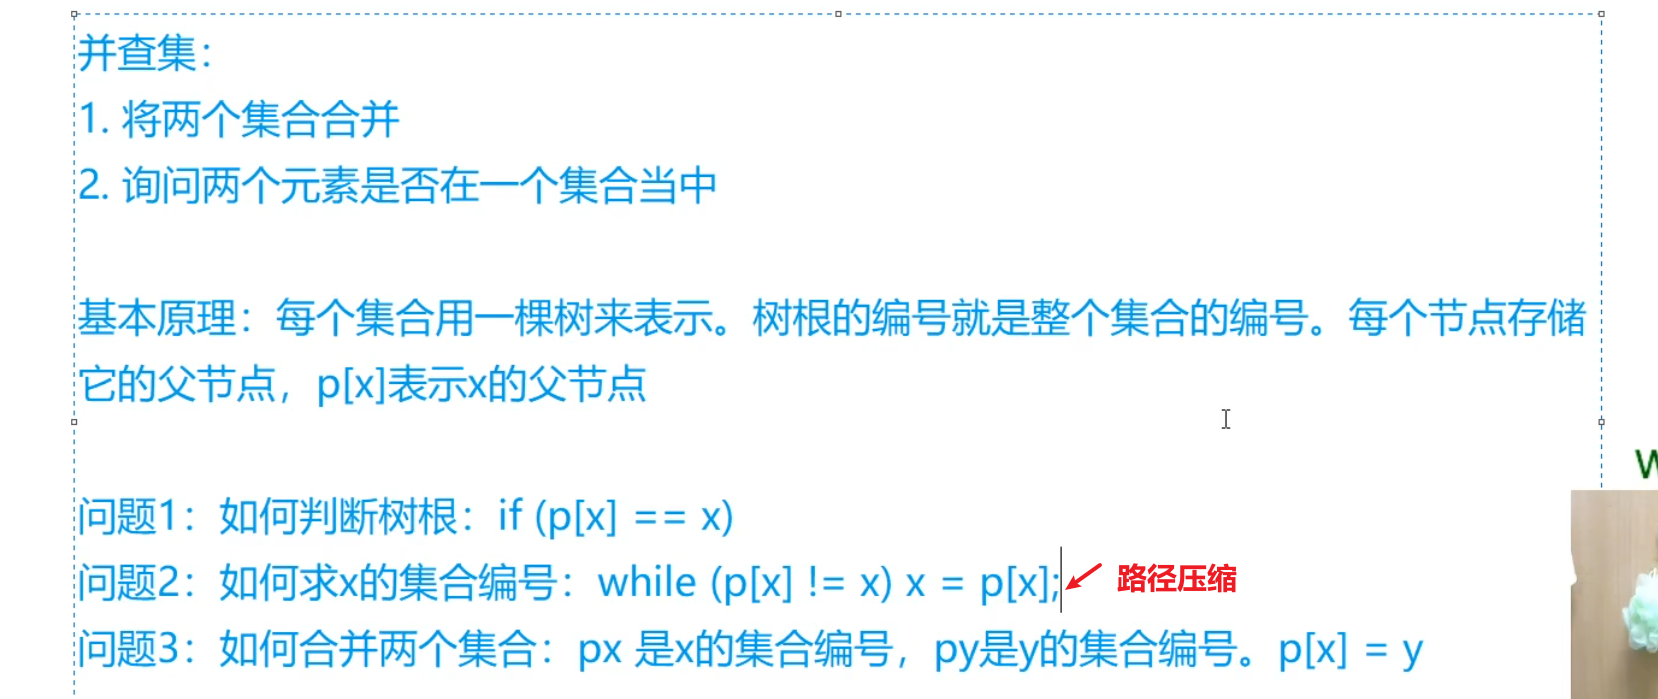 并查集：
1. 将两个集合合并
2. 询问两个元素是否在一个集合当中
基本原理：每个集合用一棵树来表示。树根的编号就是整个集合的编号。每个节点存储
它的父节点，p[x]表示x的父节点
问题1：如何判断树根：if (p[x] == x)
问题2：如何求x的集合编号：while (p[x] != x) x = p[x]; 路径压缩
问题3：如何合并两个集合：px 是x的集合编号，py是y的集合编号。p[x] = y